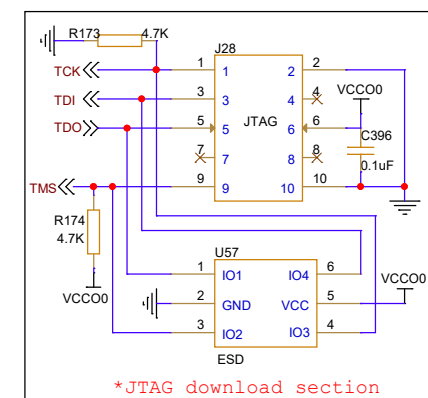 R173 4.7K
J28
TCK 1 1 2 2
TDI 3 3 4 4 VCCO0
TDO 5 5 JTAG 6 6
C396
7 7 8 8 0.1uF
TMS 9 9 10 10
R174
4.7K
U57
1 IO1 IO4 6
VCCO0 2 GND VCC 5 VCCO0
3 IO2 IO3 4
ESD
*JTAG download section